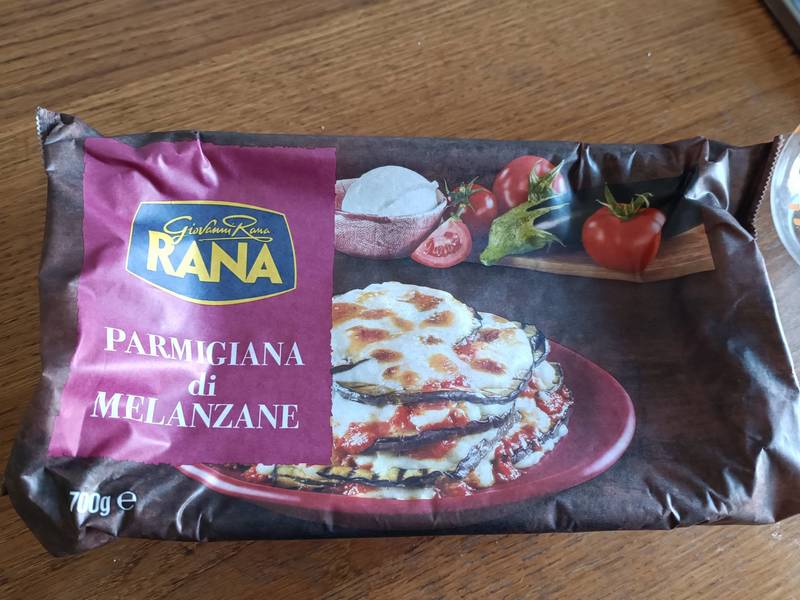 Giovanni Rana
RANA
PARMIGIANA
di
MELANZANE
700g ℮